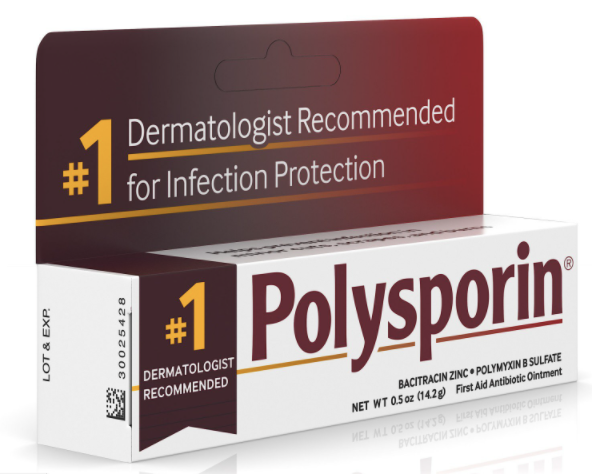 #1 Dermatologist Recommended
for Infection Protection
LOT & EXP.
30025428
#1
DERMATOLOGIST
RECOMMENDED
Polysporin®
BACITRACIN ZINC • POLYMYXIN B SULFATE
NET WT 0.5 oz (14.2g) First Aid Antibiotic Ointment